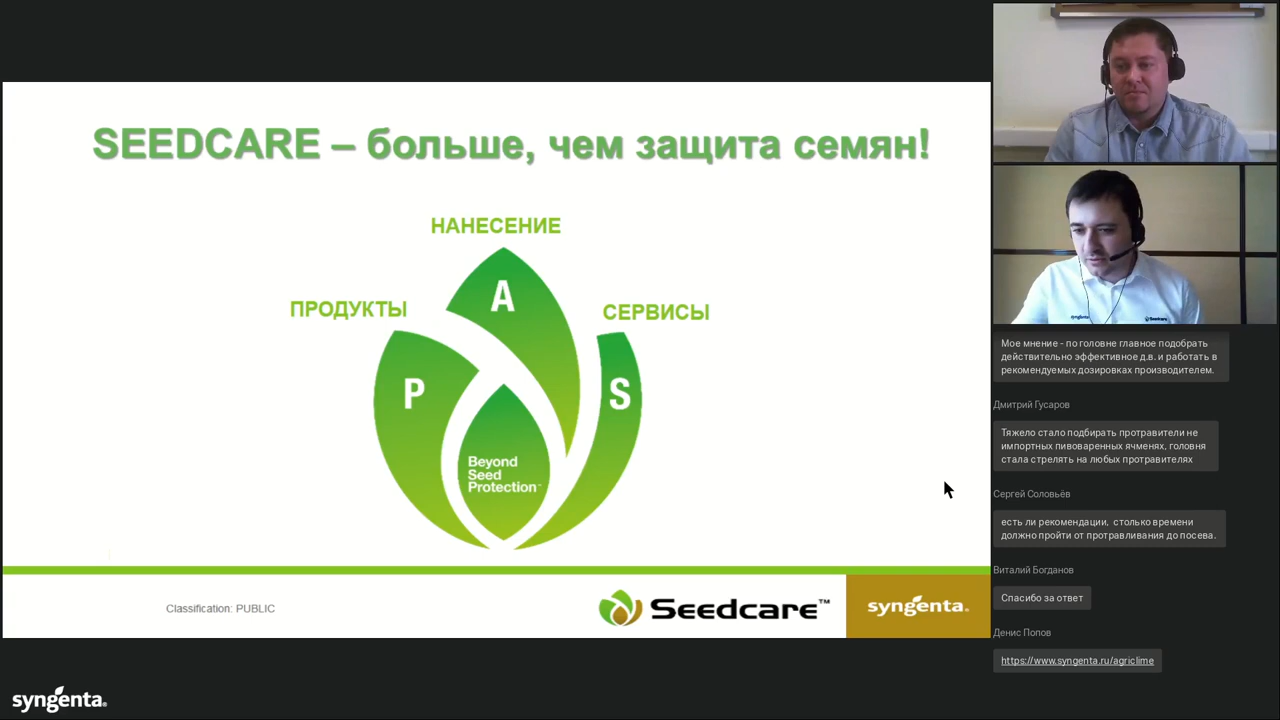 SEEDCARE – больше, чем защита семян!
НАНЕСЕНИЕ
ПРОДУКТЫ
СЕРВИСЫ
A
P
S
Beyond
Seed
Protection™
Classification: PUBLIC
Seedcare™
syngenta®
syngenta®
syngenta
Seedcare
Мое мнение - по головне главное подобрать
действительно эффективное д.в. и работать в
рекомендуемых дозировках производителем.
Дмитрий Гусаров
Тяжело стало подбирать протравители не
импортных пивоваренных ячменях, головня
стала стрелять на любых протравителях
Сергей Соловьёв
есть ли рекомендации, столько времени
должно пройти от протравливания до посева.
Виталий Богданов
Спасибо за ответ
Денис Попов
https://www.syngenta.ru/agriclime